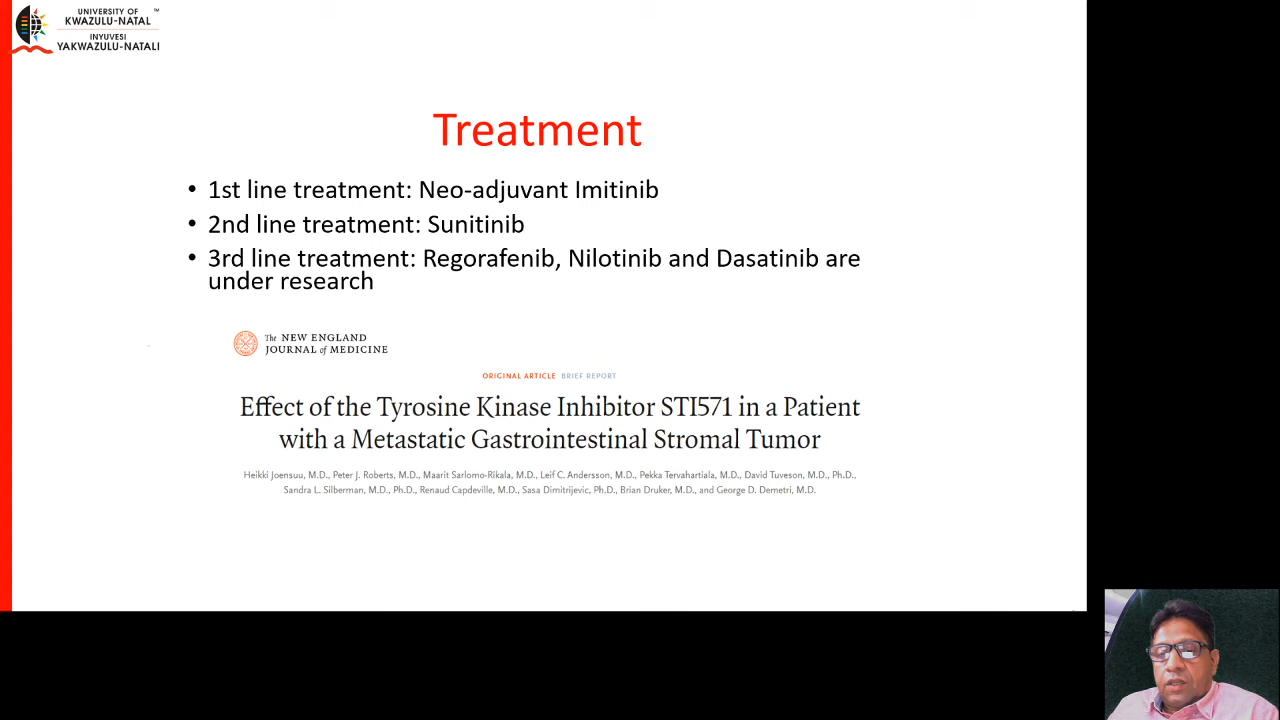 UNIVERSITY OF ™
KWAZULU-NATAL
INYUVESI
YAKWAZULU-NATALI
Treatment
• 1st line treatment: Neo-adjuvant Imitinib
• 2nd line treatment: Sunitinib
• 3rd line treatment: Regorafenib, Nilotinib and Dasatinib are
under research
The NEW ENGLAND
JOURNAL of MEDICINE
ORIGINAL ARTICLE BRIEF REPORT
Effect of the Tyrosine Kinase Inhibitor STI571 in a Patient
with a Metastatic Gastrointestinal Stromal Tumor
Heikki Joensuu, M.D., Peter J. Roberts, M.D., Maarit Sarlomo-Rikala, M.D., Leif C. Andersson, M.D., Pekka Tervahartiala, M.D., David Tuveson, M.D., Ph.D.,
Sandra L. Silberman, M.D., Ph.D., Renaud Capdeville, M.D., Sasa Dimitrijevic, Ph.D., Brian Druker, M.D., and George D. Demetri, M.D.